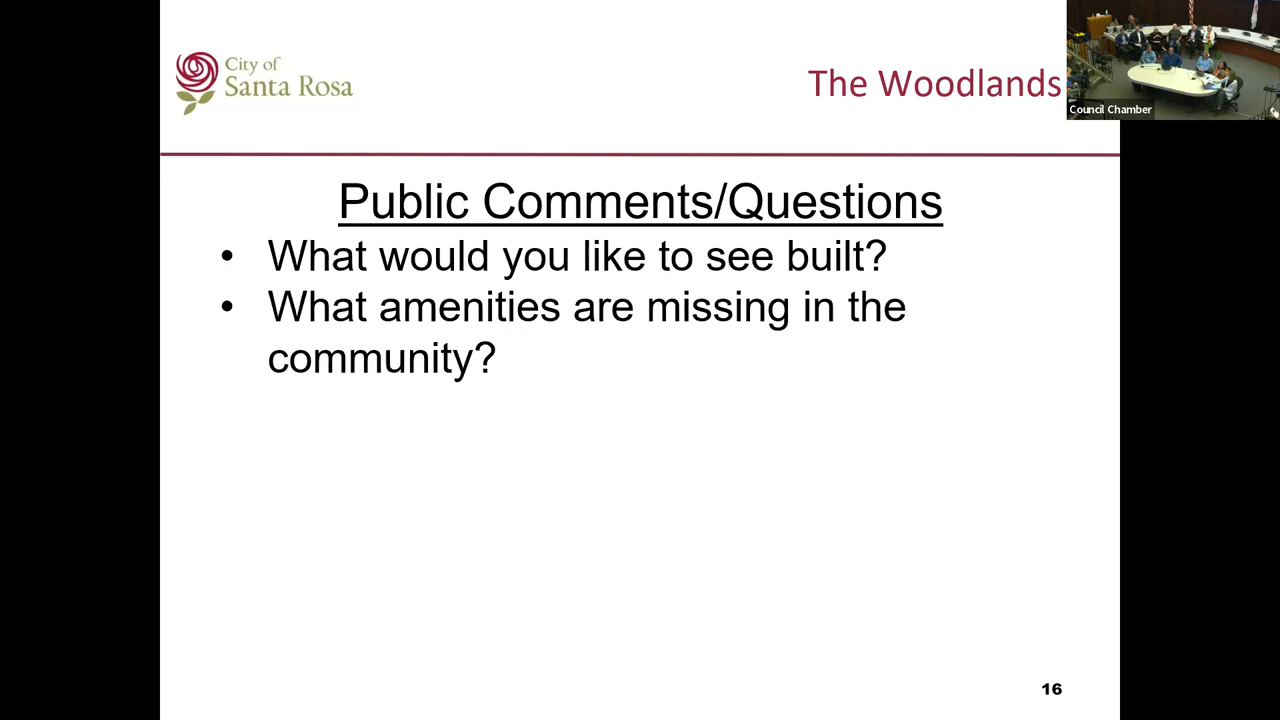 City of
Santa Rosa
The Woodlands
Council Chamber
Public Comments/Questions
• What would you like to see built?
• What amenities are missing in the
community?
16